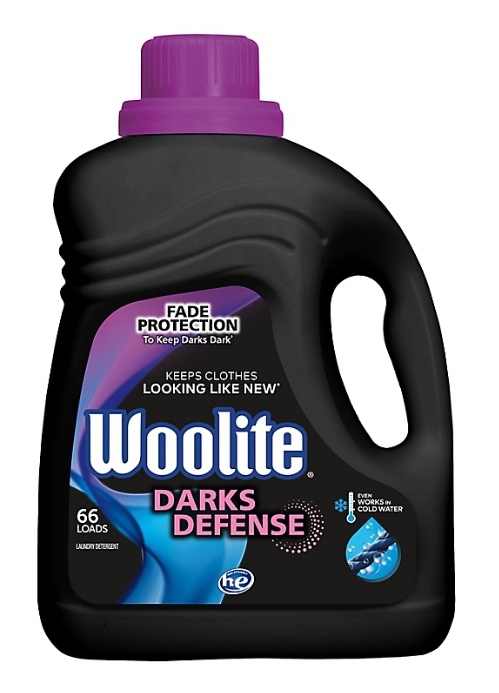 FADE
PROTECTION
To Keep Darks Dark†
KEEPS CLOTHES
LOOKING LIKE NEW*
Woolite®
DARKS
DEFENSE
66
LOADS
LAUNDRY DETERGENT
EVEN
WORKS IN
COLD WATER
he